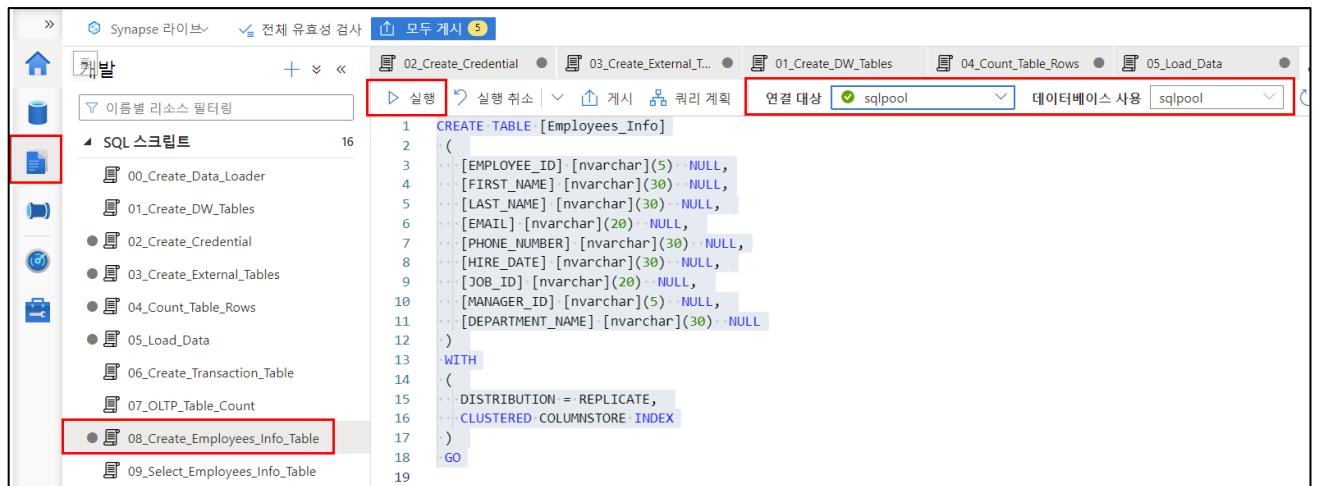 »
Synapse 라이브
전체 유효성 검사
모두 게시 5
개발
+
«
이름별 리소스 필터링
SQL 스크립트 16
00_Create_Data_Loader
01_Create_DW_Tables
02_Create_Credential
03_Create_External_Tables
04_Count_Table_Rows
05_Load_Data
06_Create_Transaction_Table
07_OLTP_Table_Count
08_Create_Employees_Info_Table
09_Select_Employees_Info_Table
02_Create_Credential
03_Create_External_T...
01_Create_DW_Tables
04_Count_Table_Rows
05_Load_Data
실행
실행 취소
게시
쿼리 계획
연결 대상 sqlpool
데이터베이스 사용 sqlpool
1 CREATE TABLE [Employees_Info]
2 (
3 [EMPLOYEE_ID] [nvarchar](5) NULL,
4 [FIRST_NAME] [nvarchar](30) NULL,
5 [LAST_NAME] [nvarchar](30) NULL,
6 [EMAIL] [nvarchar](20) NULL,
7 [PHONE_NUMBER] [nvarchar](30) NULL,
8 [HIRE_DATE] [nvarchar](30) NULL,
9 [JOB_ID] [nvarchar](20) NULL,
10 [MANAGER_ID] [nvarchar](5) NULL,
11 [DEPARTMENT_NAME] [nvarchar](30) NULL
12 )
13 WITH
14 (
15 DISTRIBUTION = REPLICATE,
16 CLUSTERED COLUMNSTORE INDEX
17 )
18 GO
19